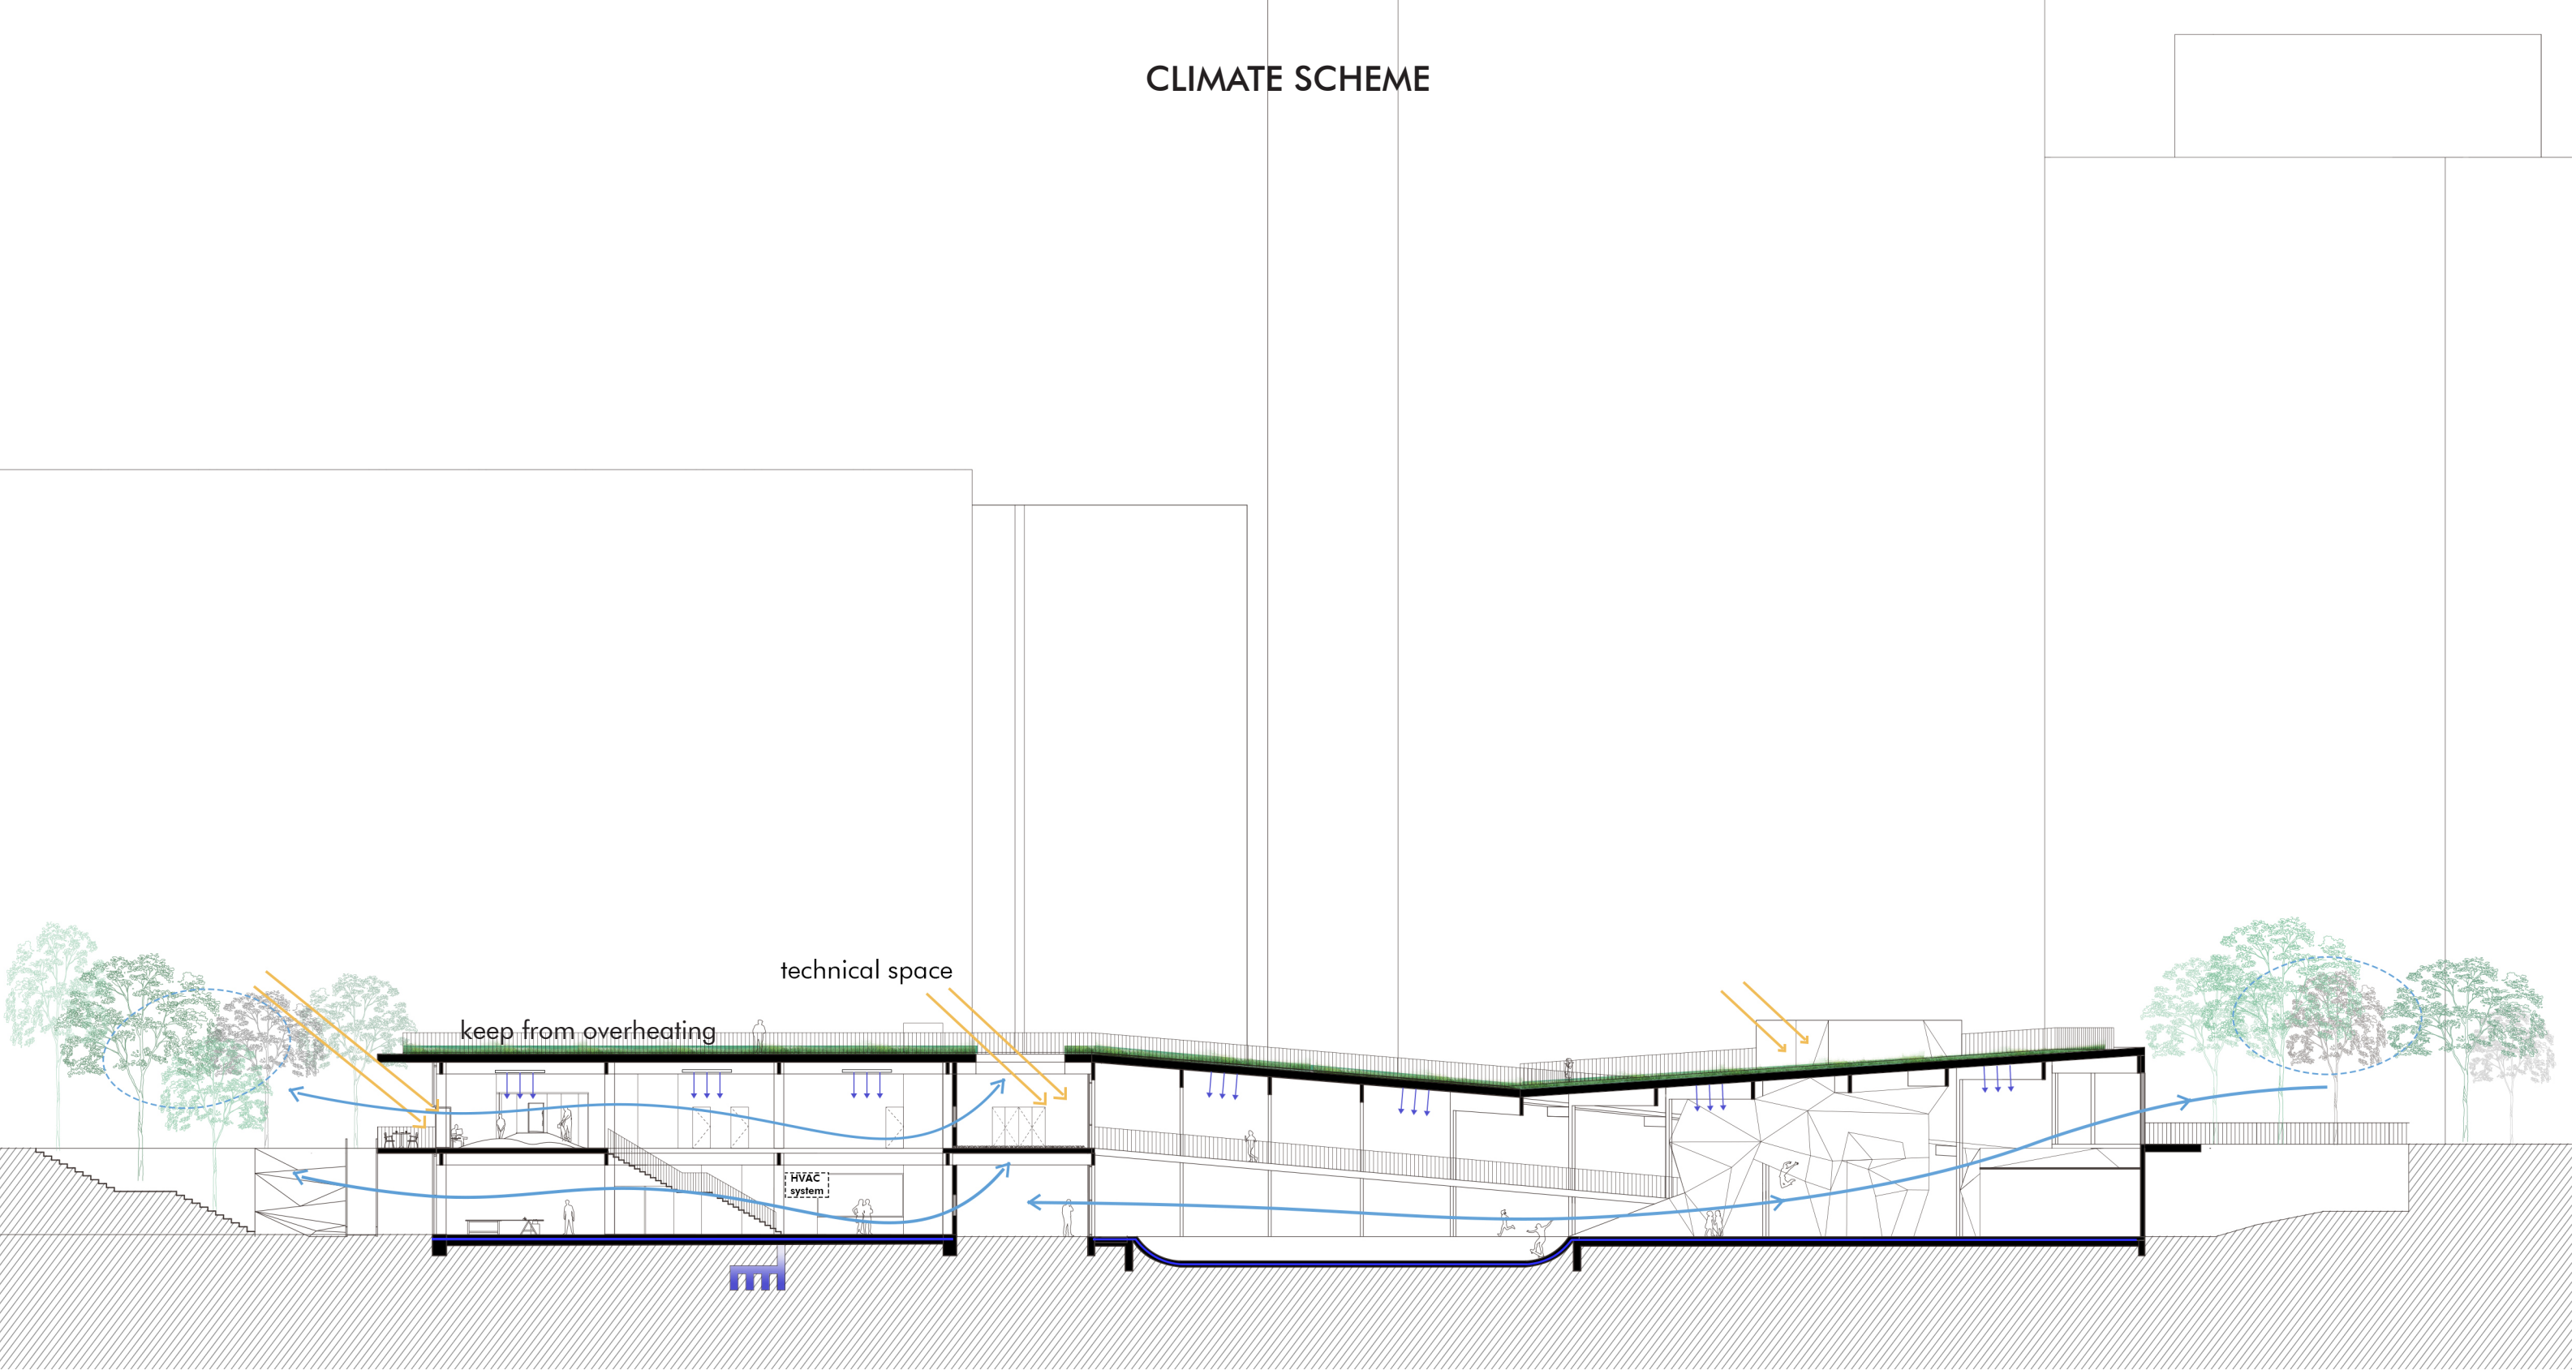 CLIMATE SCHEME
technical space
keep from overheating
HVAC
system